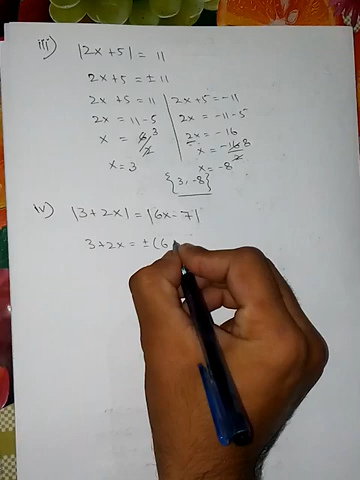 iii) |2x+5| = 11
2x+5 = ±11
2x+5 = 11 | 2x+5 = -11
2x = 11-5 | 2x = -11-5
x = 6/2 3 | 2x = -16
x = 3 | x = -16/2 8
x = -8
{3, -8}
iv) |3+2x| = |6x-7|
3+2x = ±(6